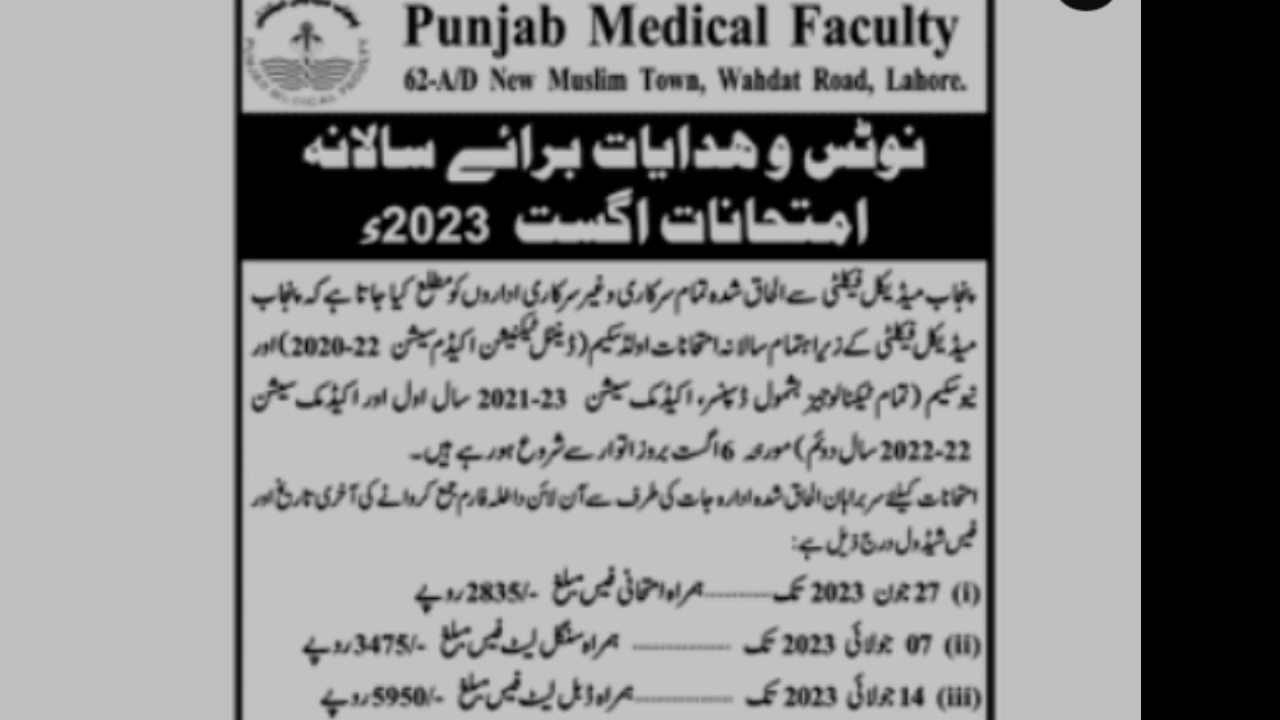 Punjab Medical Faculty
62-A/D New Muslim Town, Wahdat Road, Lahore.
نوٹس و ھدایات برائے سالانہ
امتحانات اگست 2023ء
پنجاب میڈیکل فیکلٹی سے الحاق شدہ تمام سرکاری و غیر سرکاری اداروں کو مطلع کیا جاتا ہے کہ پنجاب
میڈیکل فیکلٹی کے زیر اہتمام سالانہ امتحانات اولڈ سکیم (ڈینٹل ٹیکنیشن اکیڈم سیشن 22-2020) اور
نیو سکیم (تمام ٹیکنالوجیز بشمول ڈسپنسر، اکیڈمک سیشن 23-2021 سال اول اور اکیڈمک سیشن
22-2022 سال دوئم) مورخہ 6 اگست بروز اتوار سے شروع ہو رہے ہیں۔
امتحانات کیلئے سربراہان الحاق شدہ ادارہ جات کی طرف سے آن لائن داخلہ فارم جمع کروانے کی آخری تاریخ اور
فیس شیڈول درج ذیل ہے:
(i) 27 جون 2023 تک----------ہمراہ امتحانی فیس مبلغ -/2835 روپے
(ii) 07 جولائی 2023 تک --------------- ہمراہ سنگل لیٹ فیس مبلغ -/3475 روپے
(iii) 14 جولائی 2023 تک ---------------ہمراہ ڈبل لیٹ فیس مبلغ -/5950 روپے